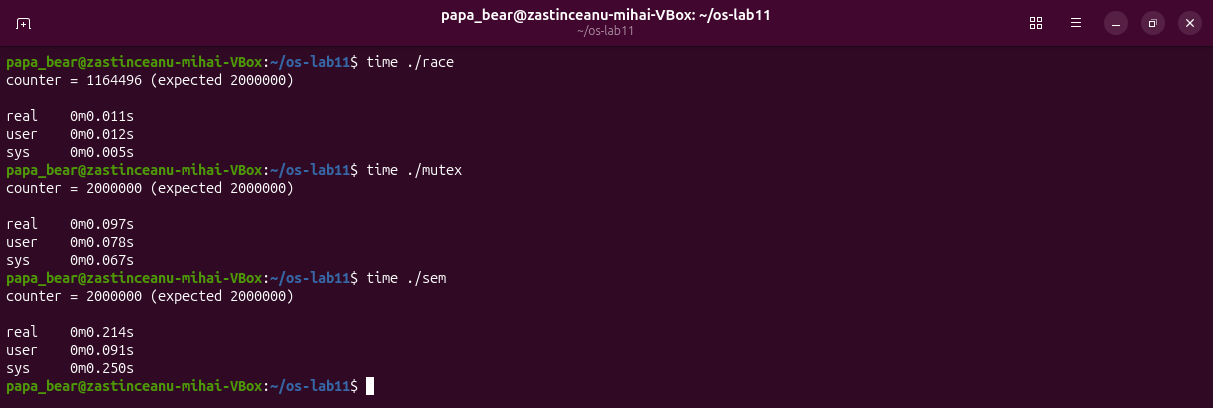 papa_bear@zastinceanu-mihai-VBox: ~/os-lab11
~/os-lab11
papa_bear@zastinceanu-mihai-VBox:~/os-lab11$ time ./race
counter = 1164496 (expected 2000000)
real    0m0.011s
user    0m0.012s
sys     0m0.005s
papa_bear@zastinceanu-mihai-VBox:~/os-lab11$ time ./mutex
counter = 2000000 (expected 2000000)
real    0m0.097s
user    0m0.078s
sys     0m0.067s
papa_bear@zastinceanu-mihai-VBox:~/os-lab11$ time ./sem
counter = 2000000 (expected 2000000)
real    0m0.214s
user    0m0.091s
sys     0m0.250s
papa_bear@zastinceanu-mihai-VBox:~/os-lab11$